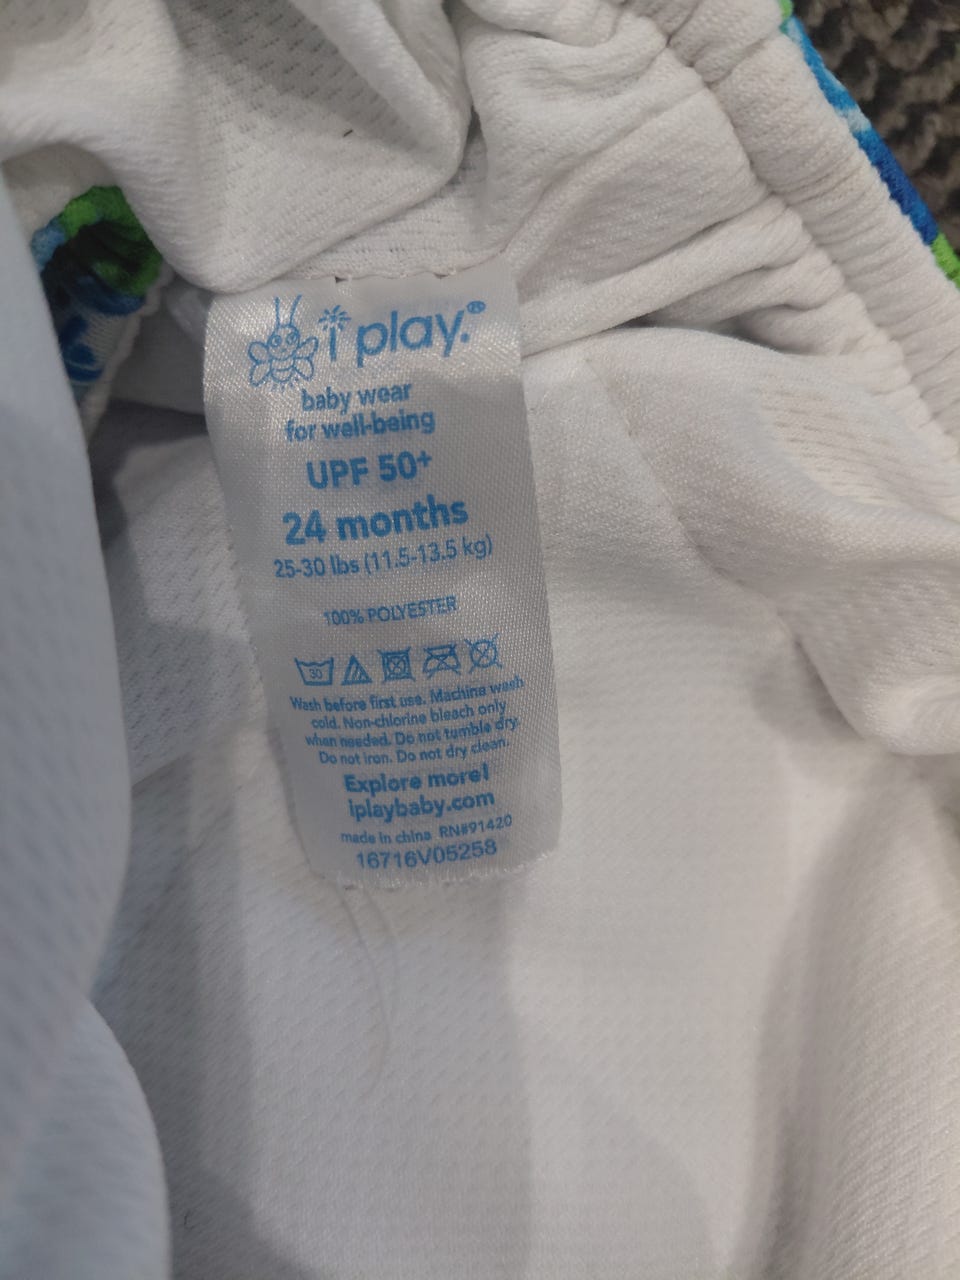 i play.®
baby wear
for well-being
UPF 50+
24 months
25-30 lbs (11.5-13.5 kg)
100% POLYESTER
30
Wash before first use. Machine wash
cold. Non-chlorine bleach only
when needed. Do not tumble dry.
Do not iron. Do not dry clean.
Explore more!
iplaybaby.com
made in china RN#91420
16716V05258